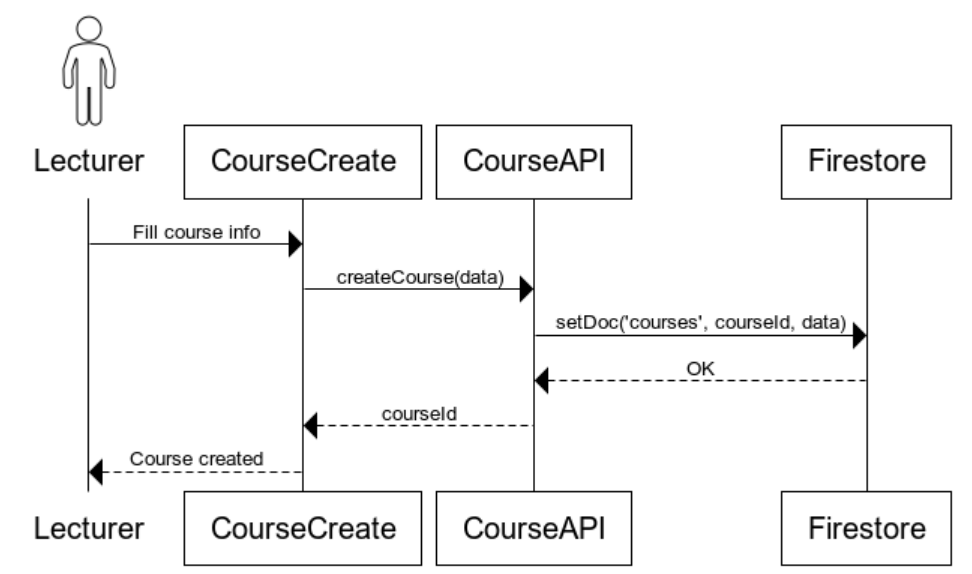 Lecturer
CourseCreate
CourseAPI
Firestore
Fill course info
createCourse(data)
setDoc('courses', courseId, data)
OK
courseId
Course created
Lecturer
CourseCreate
CourseAPI
Firestore